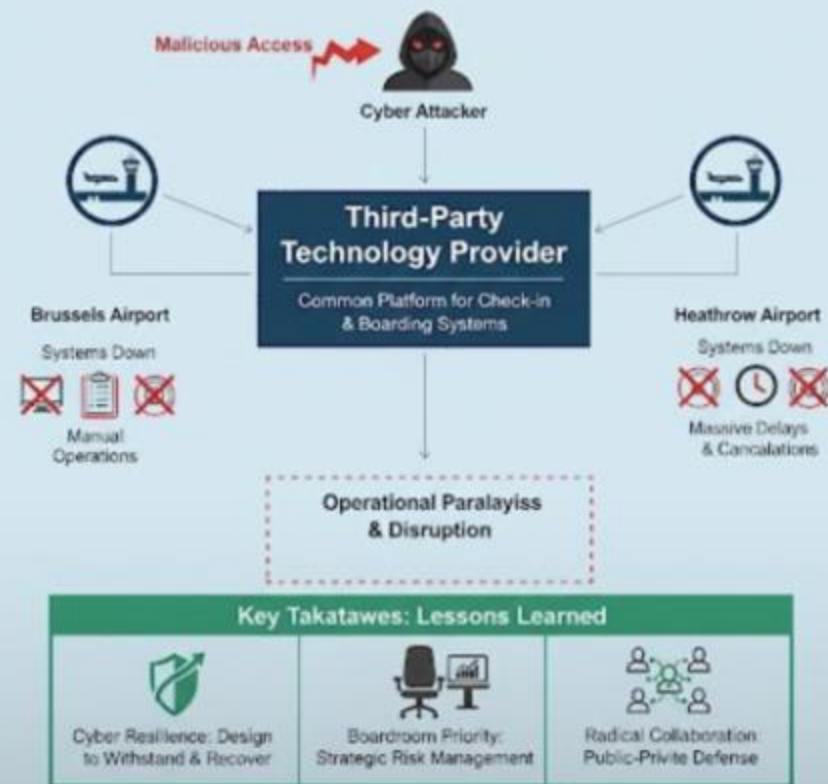 Malicious Access
Cyber Attacker
Third-Party
Technology Provider
Common Platform for Check-in
& Boarding Systems
Brussels Airport
Systems Down
Manual
Operations
Heathrow Airport
Systems Down
Massive Delays
& Cancalations
Operational Paralayiss
& Disruption
Key Takatawes: Lessons Learned
Cyber Resilience: Design
to Withstand & Recover
Boardroom Priority:
Strategic Risk Management
Radical Collaboration:
Public-Privite Defense